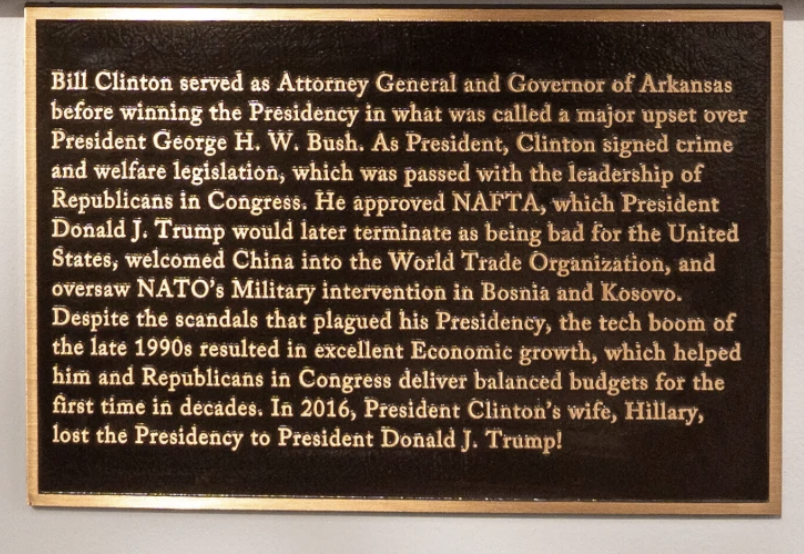 Bill Clinton served as Attorney General and Governor of Arkansas
before winning the Presidency in what was called a major upset over
President George H. W. Bush. As President, Clinton signed crime
and welfare legislation, which was passed with the leadership of
Republicans in Congress. He approved NAFTA, which President
Donald J. Trump would later terminate as being bad for the United
States, welcomed China into the World Trade Organization, and
oversaw NATO's Military intervention in Bosnia and Kosovo.
Despite the scandals that plagued his Presidency, the tech boom of
the late 1990s resulted in excellent Economic growth, which helped
him and Republicans in Congress deliver balanced budgets for the
first time in decades. In 2016, President Clinton's wife, Hillary,
lost the Presidency to President Donald J. Trump!